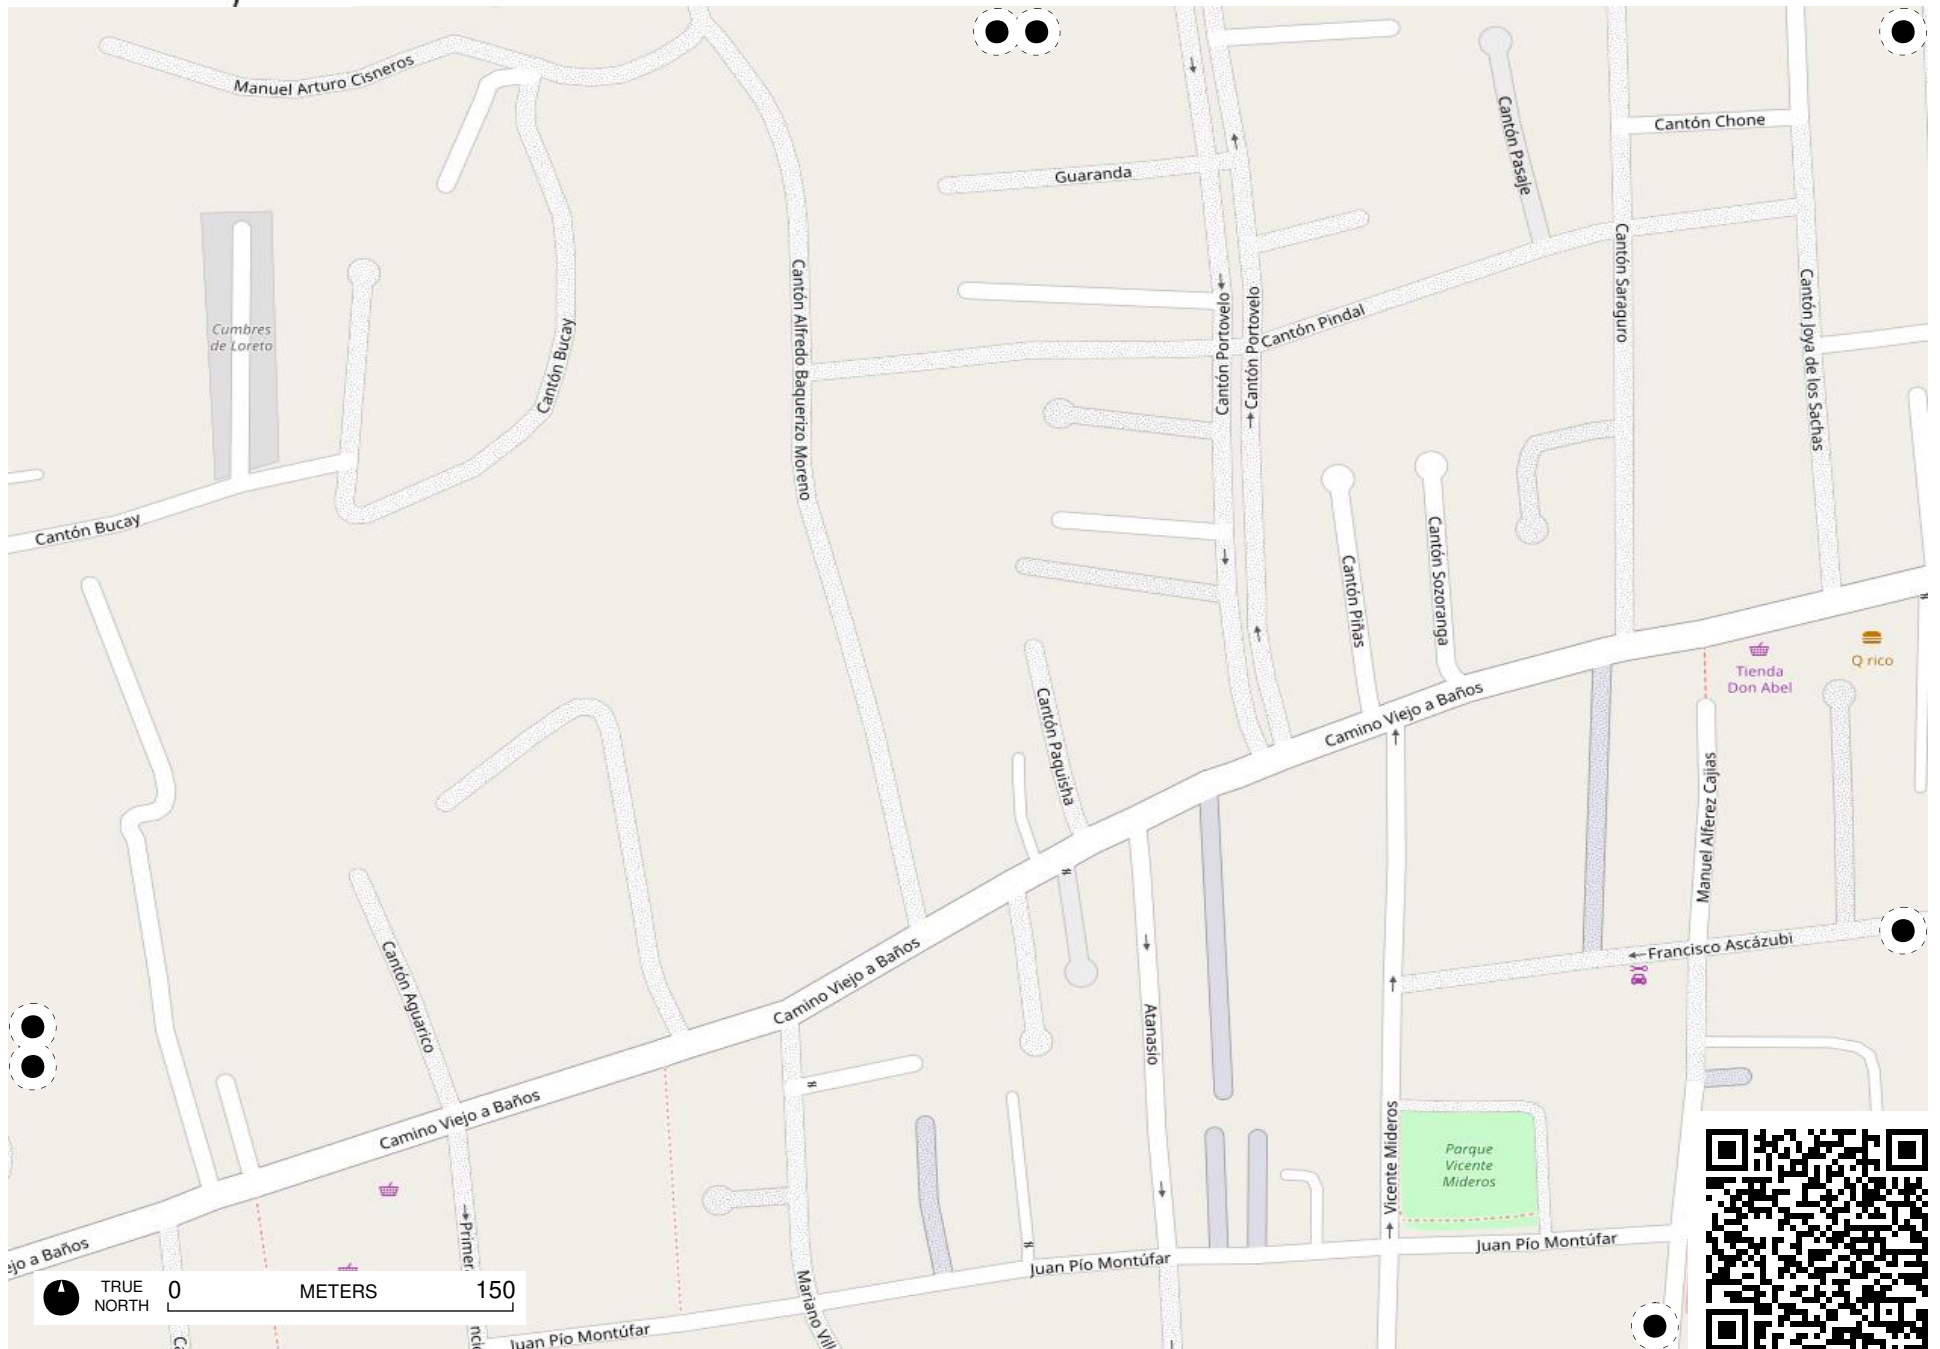 Manuel Arturo Cisneros
Cantón Chone
Cantón Pasaje
Guaranda
Cantón Saraguro
Cantón Alfredo Baquerizo Moreno
Cantón Joya de los Sachas
Cantón Portovelo
Cantón Portovelo
Cantón Pindal
Cumbres
de Loreto
Cantón Bucay
Cantón Bucay
Cantón Sozoranga
Cantón Piñas
Q rico
Tienda
Don Abel
Cantón Paquisha
Camino Viejo a Baños
Manuel Alferez Cajias
Francisco Ascázubi
Cantón Aguarico
Camino Viejo a Baños
Atanasio
Camino Viejo a Baños
Vicente Mideros
Parque
Vicente
Mideros
ejo a Baños
Juan Pío Montúfar
Juan Pío Montúfar
Juan Pío Montúfar
Mariano Vill
Primer
TRUE
NORTH
0 METERS 150